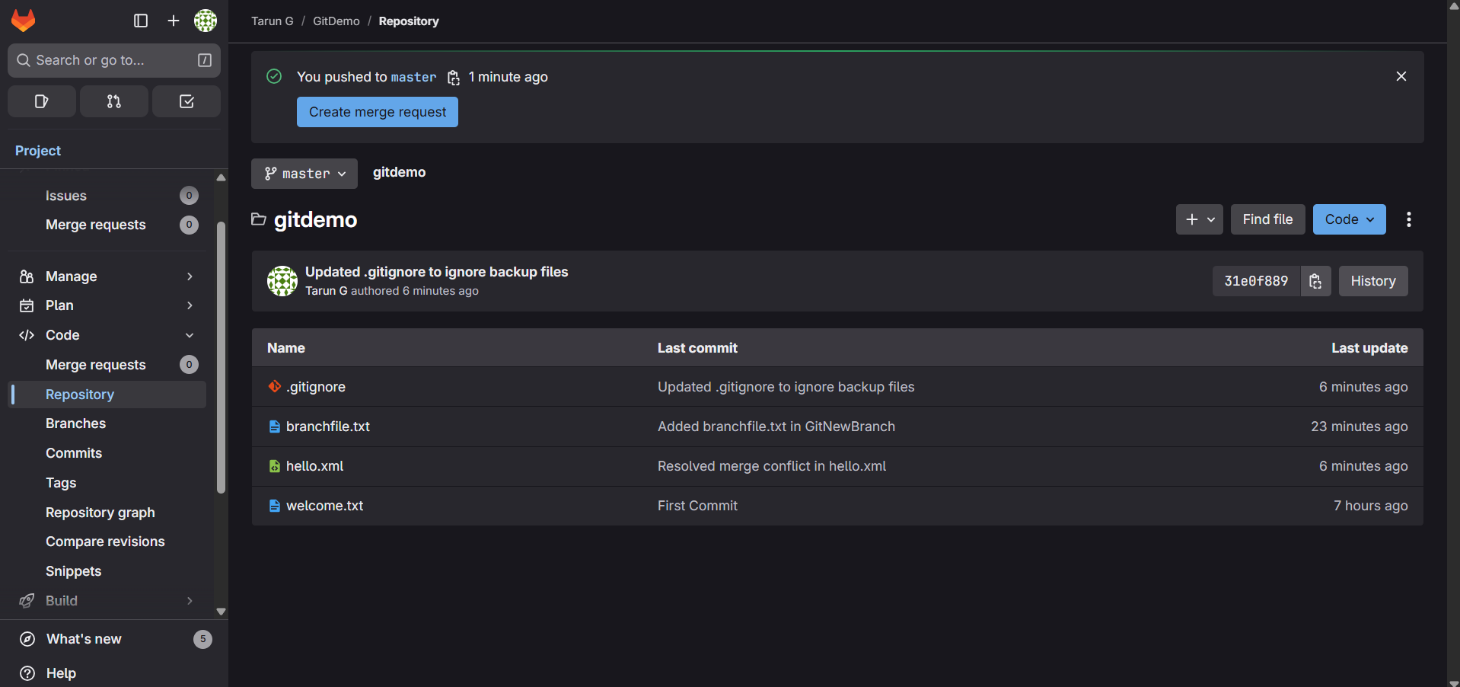 Tarun G / GitDemo / Repository
Search or go to... /
Project
Issues 0
Merge requests 0
Manage
Plan
Code
Merge requests 0
Repository
Branches
Commits
Tags
Repository graph
Compare revisions
Snippets
Build
What's new 5
Help
You pushed to master 1 minute ago
Create merge request
master gitdemo
gitdemo Find file Code
Updated .gitignore to ignore backup files
Tarun G authored 6 minutes ago
31e0f889 History
Name Last commit Last update
.gitignore Updated .gitignore to ignore backup files 6 minutes ago
branchfile.txt Added branchfile.txt in GitNewBranch 23 minutes ago
hello.xml Resolved merge conflict in hello.xml 6 minutes ago
welcome.txt First Commit 7 hours ago